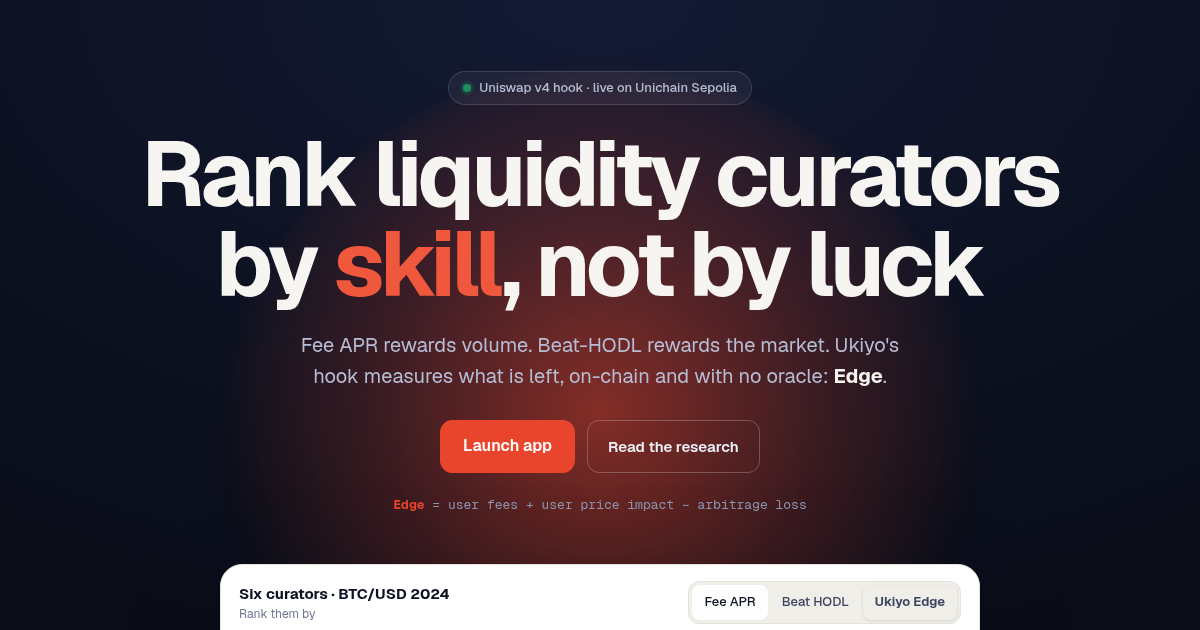 Uniswap v4 hook · live on Unichain Sepolia
Rank liquidity curators
by skill, not by luck
Fee APR rewards volume. Beat-HODL rewards the market. Ukiyo's
hook measures what is left, on-chain and with no oracle: Edge.
Launch app
Read the research
Edge = user fees + user price impact − arbitrage loss
Six curators · BTC/USD 2024
Rank them by
Fee APR
Beat HODL
Ukiyo Edge